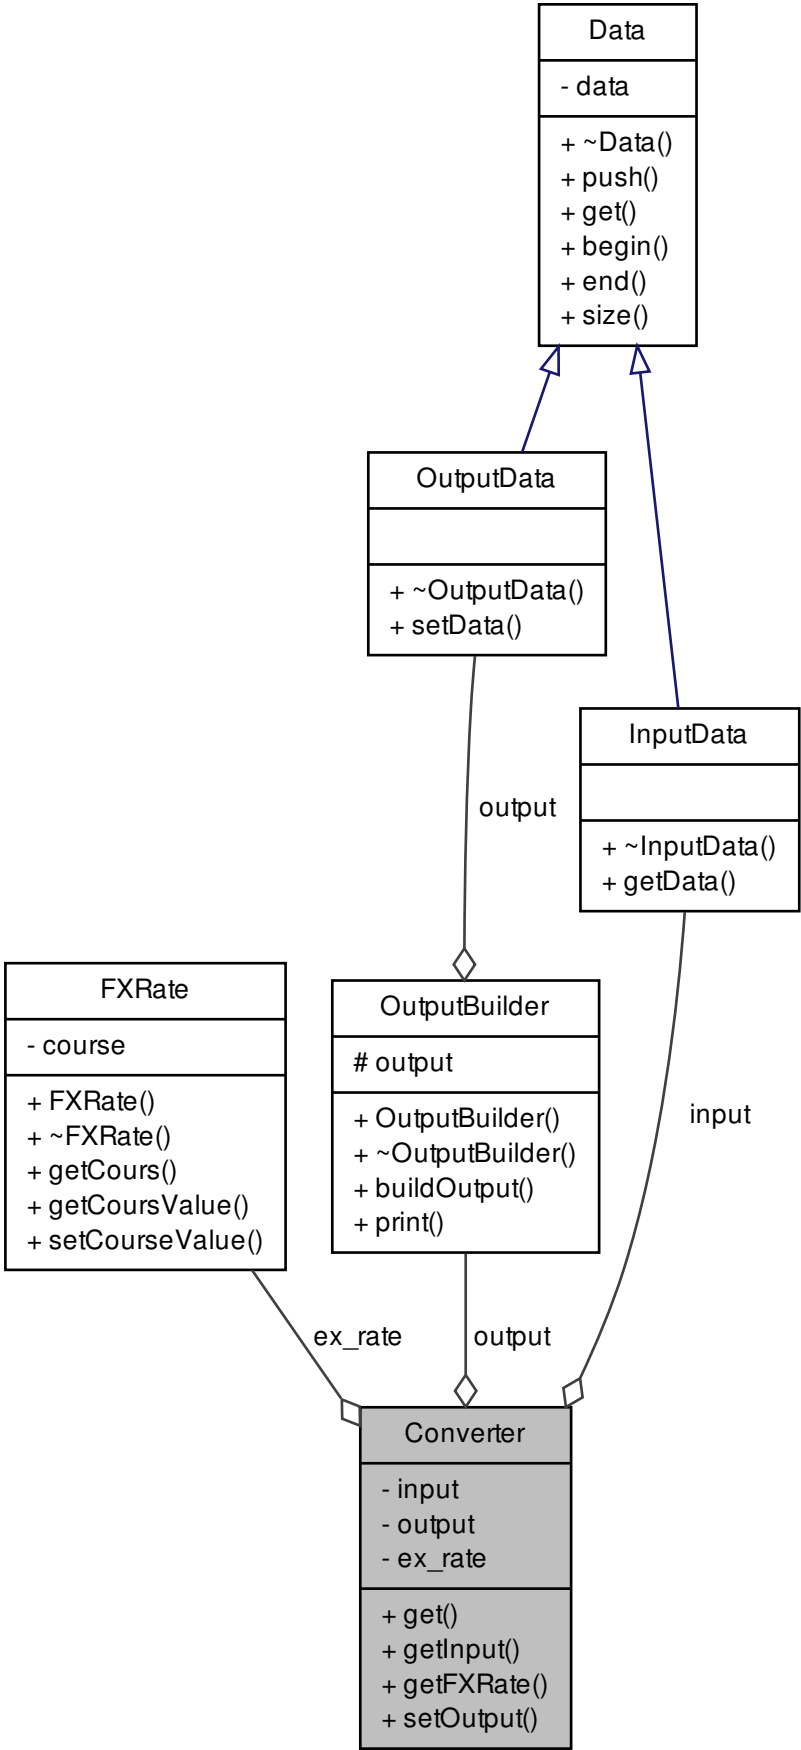 Data
- data
+ ~Data()
+ push()
+ get()
+ begin()
+ end()
+ size()
OutputData
+ ~OutputData()
+ setData()
output
InputData
+ ~InputData()
+ getData()
input
FXRate
- course
+ FXRate()
+ ~FXRate()
+ getCours()
+ getCoursValue()
+ setCourseValue()
ex_rate
OutputBuilder
# output
+ OutputBuilder()
+ ~OutputBuilder()
+ buildOutput()
+ print()
output
Converter
- input
- output
- ex_rate
+ get()
+ getInput()
+ getFXRate()
+ setOutput()